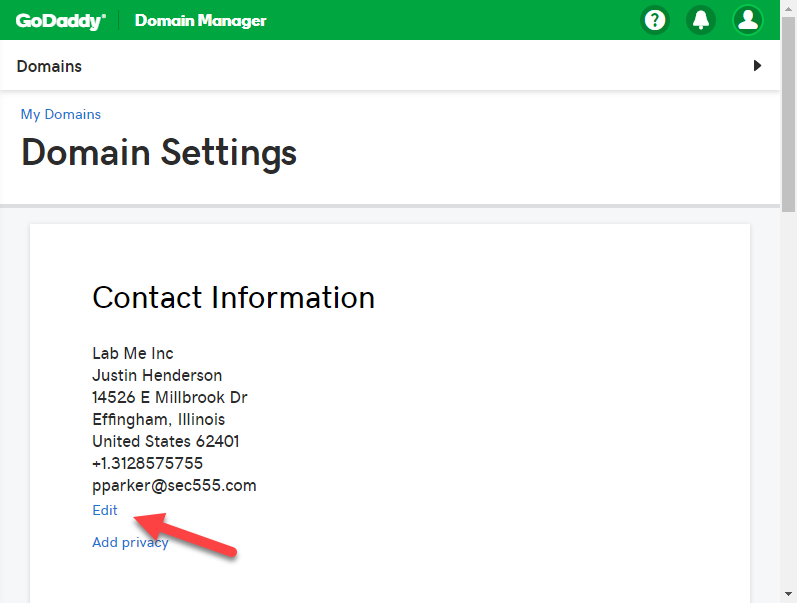 GoDaddy® Domain Manager
Domains
My Domains
Domain Settings
Contact Information
Lab Me Inc
Justin Henderson
14526 E Millbrook Dr
Effingham, Illinois
United States 62401
+1.3128575755
pparker@sec555.com
Edit
Add privacy